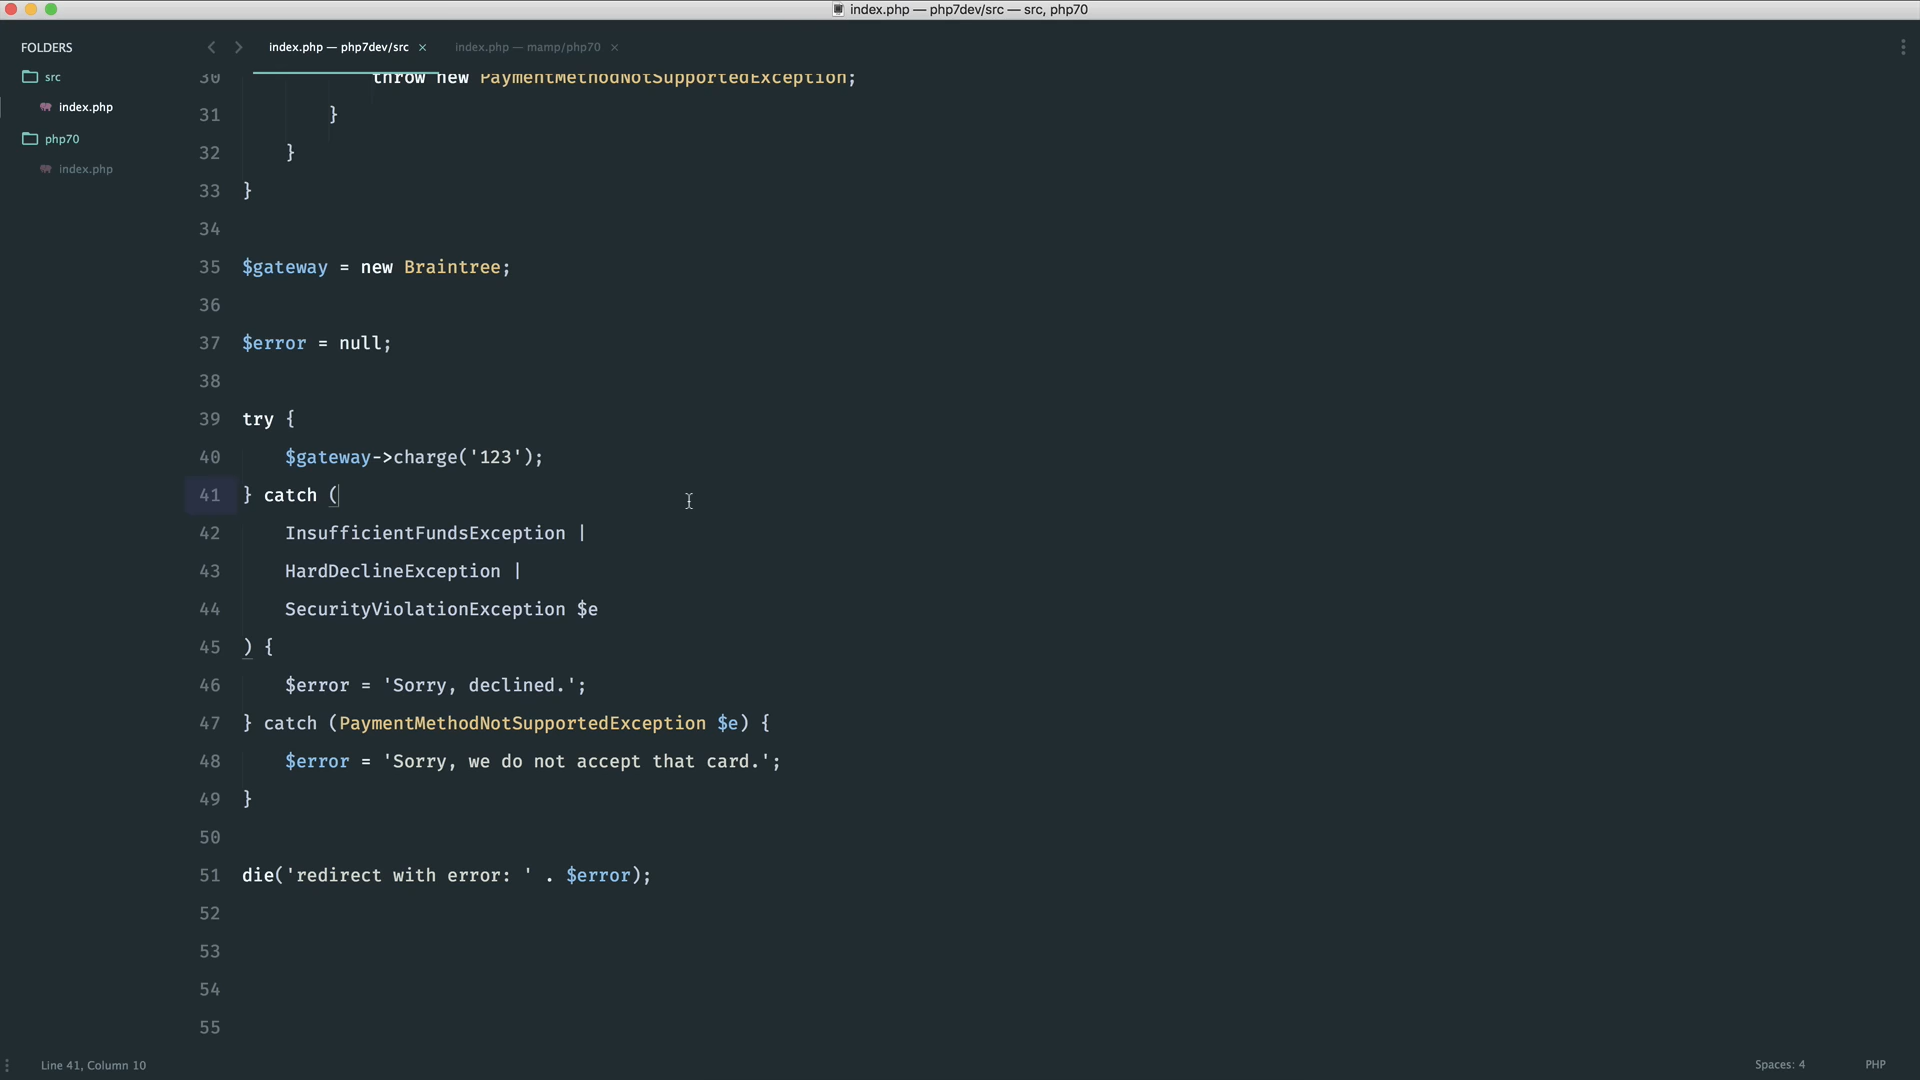 index.php — php7dev/src — src, php70
FOLDERS
src
index.php
php70
index.php
index.php — php7dev/src ×
index.php — mamp/php70 ×
30 throw new PaymentMethodNotSupportedException;
31 }
32 }
33 }
34
35 $gateway = new Braintree;
36
37 $error = null;
38
39 try {
40 $gateway->charge('123');
41 } catch (
42 InsufficientFundsException |
43 HardDeclineException |
44 SecurityViolationException $e
45 ) {
46 $error = 'Sorry, declined.';
47 } catch (PaymentMethodNotSupportedException $e) {
48 $error = 'Sorry, we do not accept that card.';
49 }
50
51 die('redirect with error: ' . $error);
52
53
54
55
Line 41, Column 10
Spaces: 4
PHP